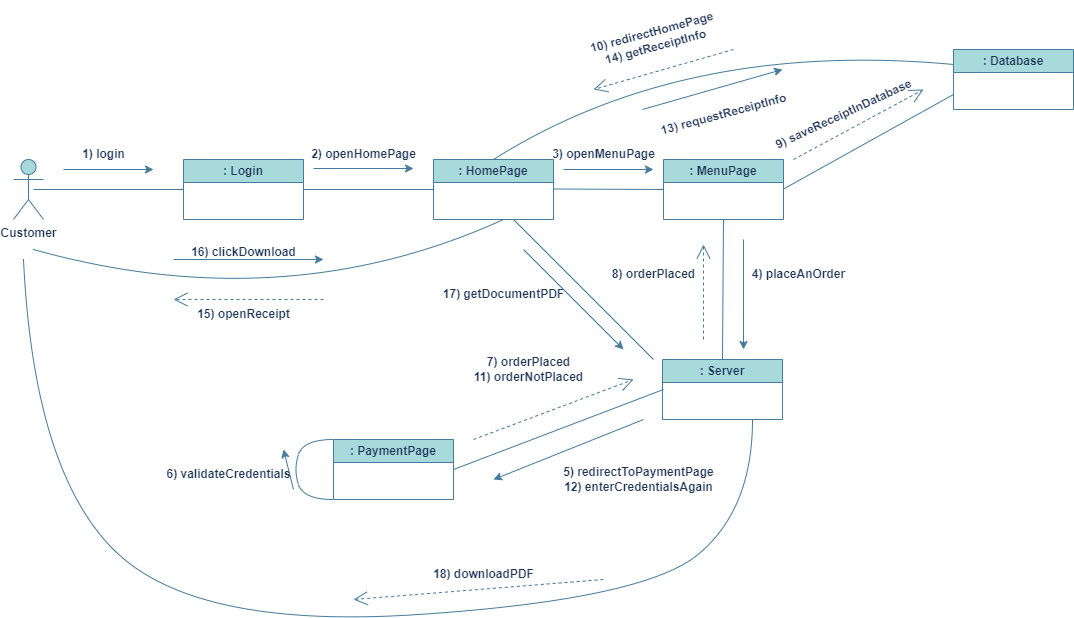 10) redirectHomePage
14) getReceiptInfo
: Database
13) requestReceiptInfo
9) saveReceiptInDatabase
1) login
2) openHomePage
3) openMenuPage
: Login
: HomePage
: MenuPage
Customer
16) clickDownload
8) orderPlaced
4) placeAnOrder
17) getDocumentPDF
15) openReceipt
7) orderPlaced
11) orderNotPlaced
: Server
: PaymentPage
6) validateCredentials
5) redirectToPaymentPage
12) enterCredentialsAgain
18) downloadPDF